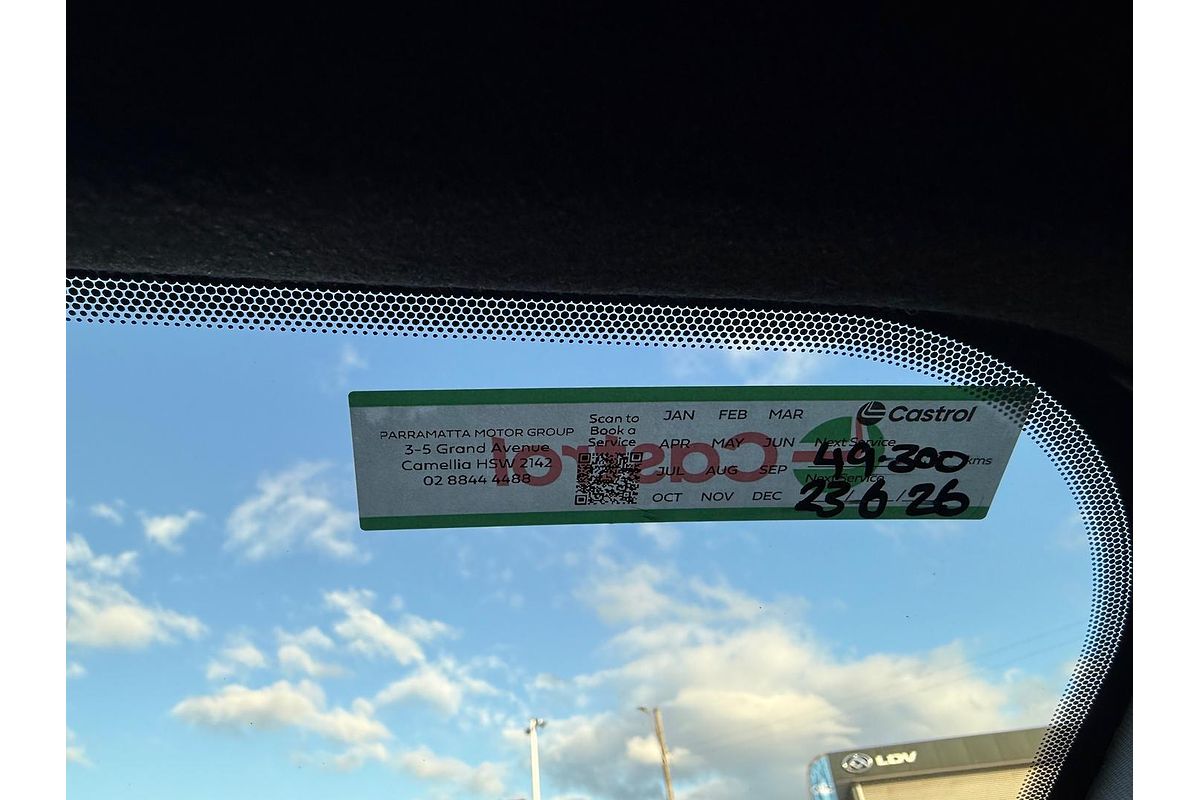 PARRAMATTA MOTOR GROUP
3-5 Grand Avenue
Camellia HSW 2142
02 8844 4488
Scan to
Book a
Service
JAN FEB MAR
APR MAY JUN
JUL AUG SEP
OCT NOV DEC
Castrol
Next Service
49-300 kms
Next Service
23/6/26
Castrol
LDV